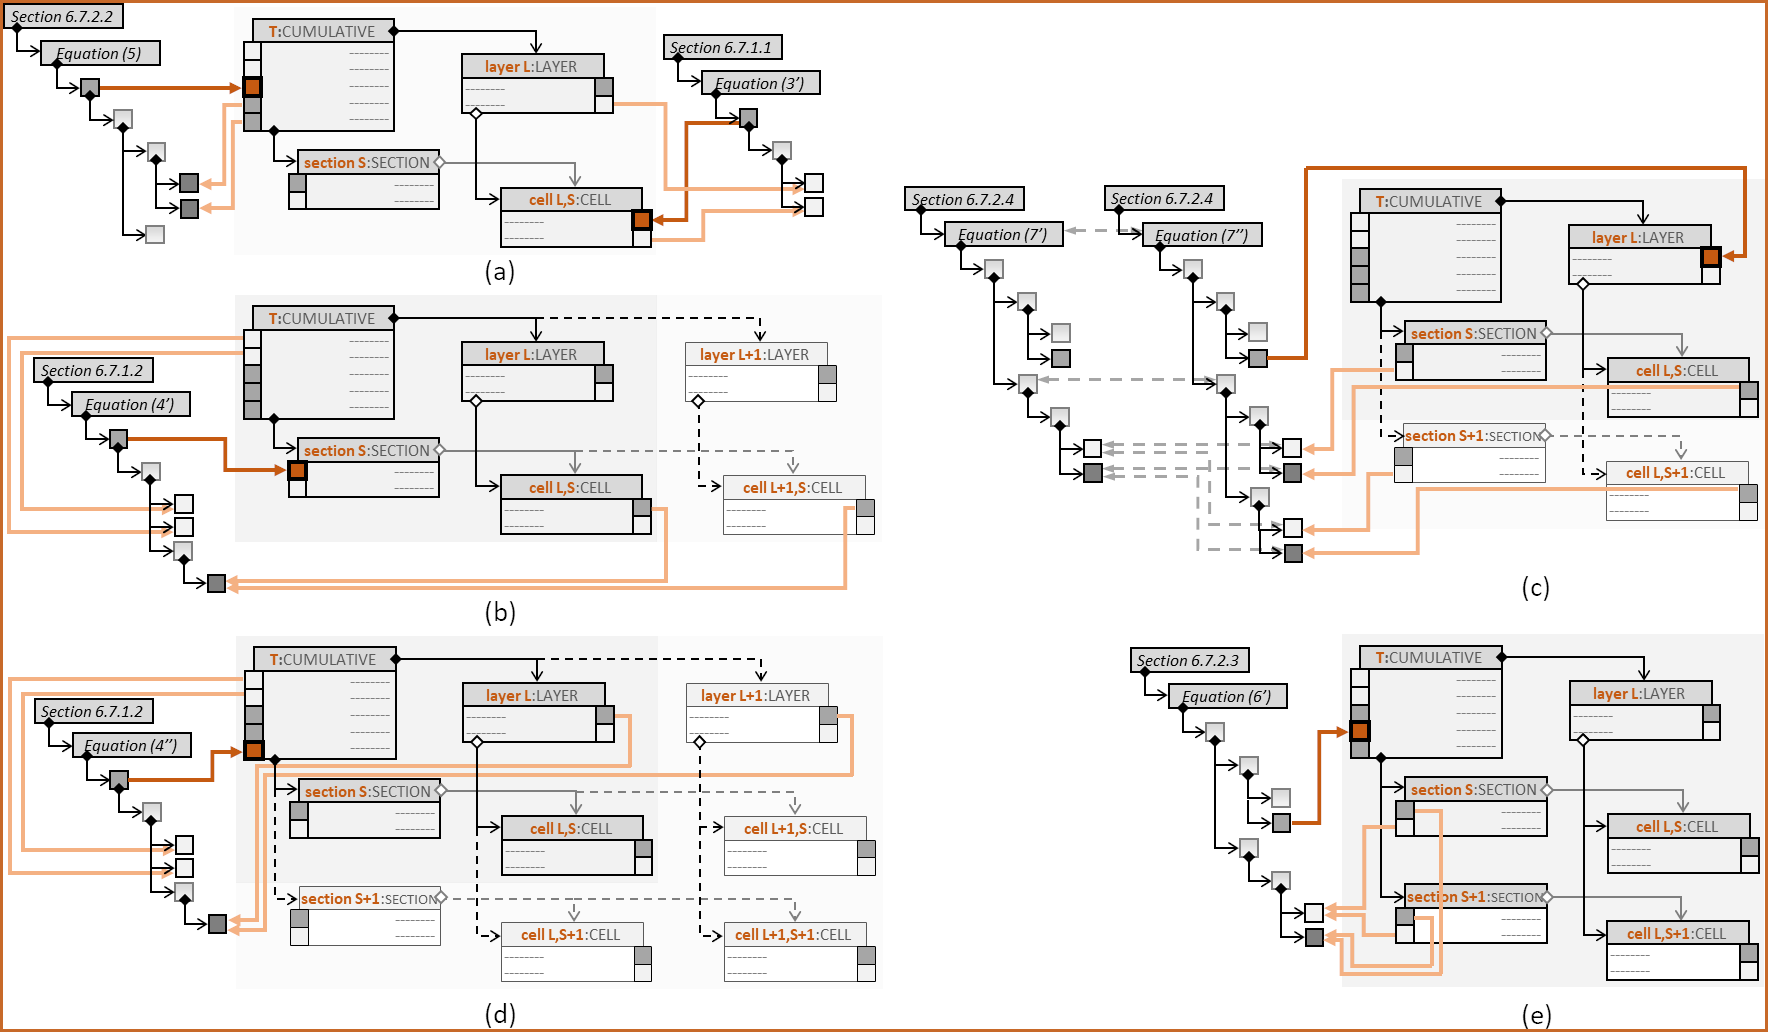 Section 6.7.2.2
Equation (5)
T:CUMULATIVE
layer L:LAYER
section S:SECTION
cell L,S:CELL
Section 6.7.1.1
Equation (3’)
(a)
Section 6.7.1.2
Equation (4’)
T:CUMULATIVE
layer L:LAYER
layer L+1:LAYER
section S:SECTION
cell L,S:CELL
cell L+1,S:CELL
(b)
Section 6.7.2.4
Equation (7’)
Section 6.7.2.4
Equation (7’’)
T:CUMULATIVE
layer L:LAYER
section S:SECTION
cell L,S:CELL
section S+1:SECTION
cell L,S+1:CELL
(c)
Section 6.7.1.2
Equation (4’’)
T:CUMULATIVE
layer L:LAYER
layer L+1:LAYER
section S:SECTION
cell L,S:CELL
cell L+1,S:CELL
section S+1:SECTION
cell L,S+1:CELL
cell L+1,S+1:CELL
(d)
Section 6.7.2.3
Equation (6’)
T:CUMULATIVE
layer L:LAYER
section S:SECTION
cell L,S:CELL
section S+1:SECTION
cell L,S+1:CELL
(e)